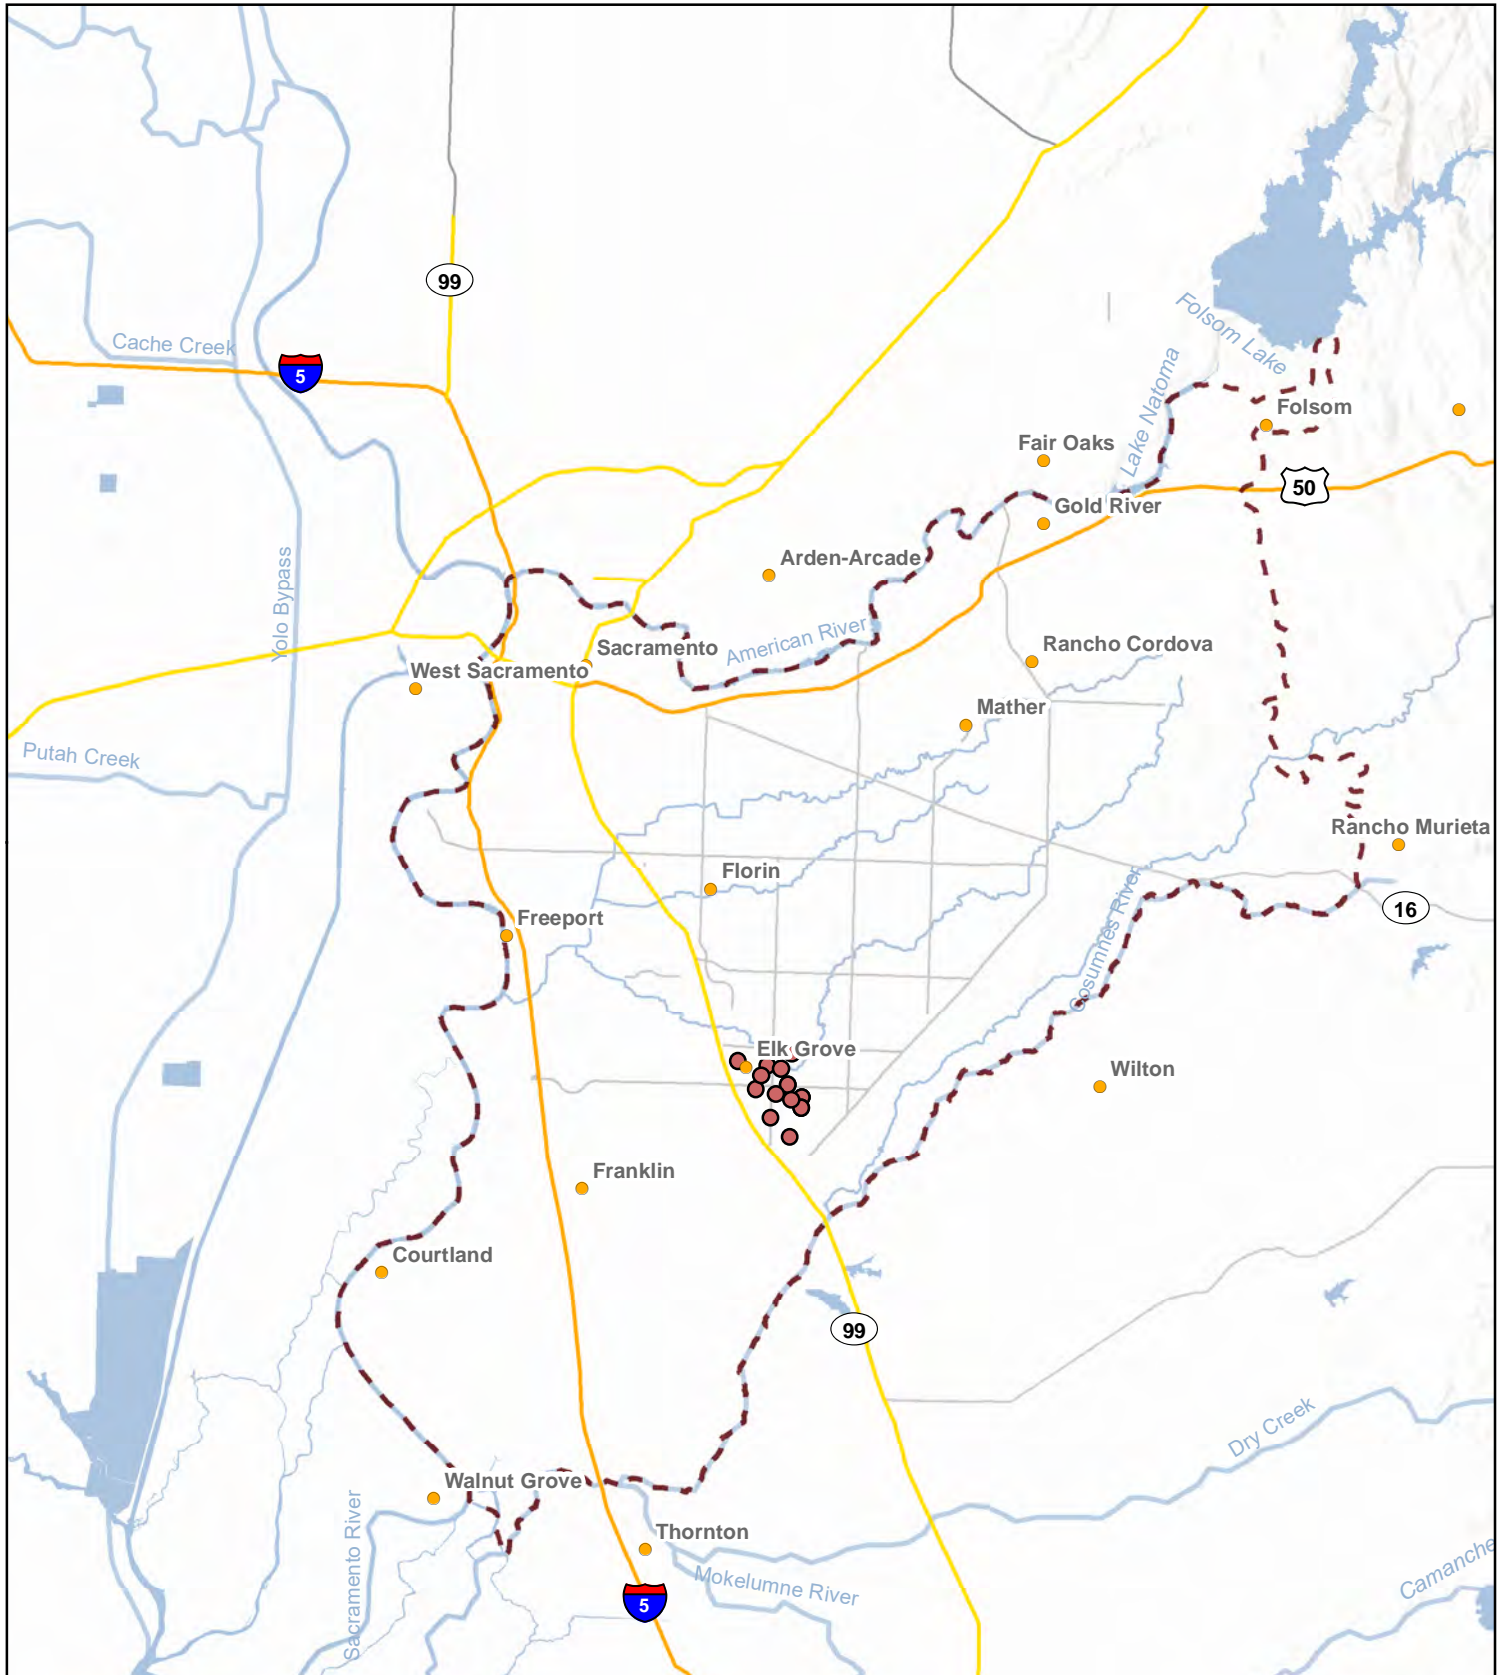 99
Cache Creek
5
Folsom Lake
Lake Natoma
Folsom
Fair Oaks
50
Gold River
Yolo Bypass
Arden-Arcade
American River
Sacramento
Rancho Cordova
West Sacramento
Mather
Putah Creek
Rancho Murieta
Florin
16
Freeport
Cosumnes River
Elk Grove
Wilton
Franklin
Courtland
99
Dry Creek
Walnut Grove
Sacramento River
Thornton
Mokelumne River
Camanche
5